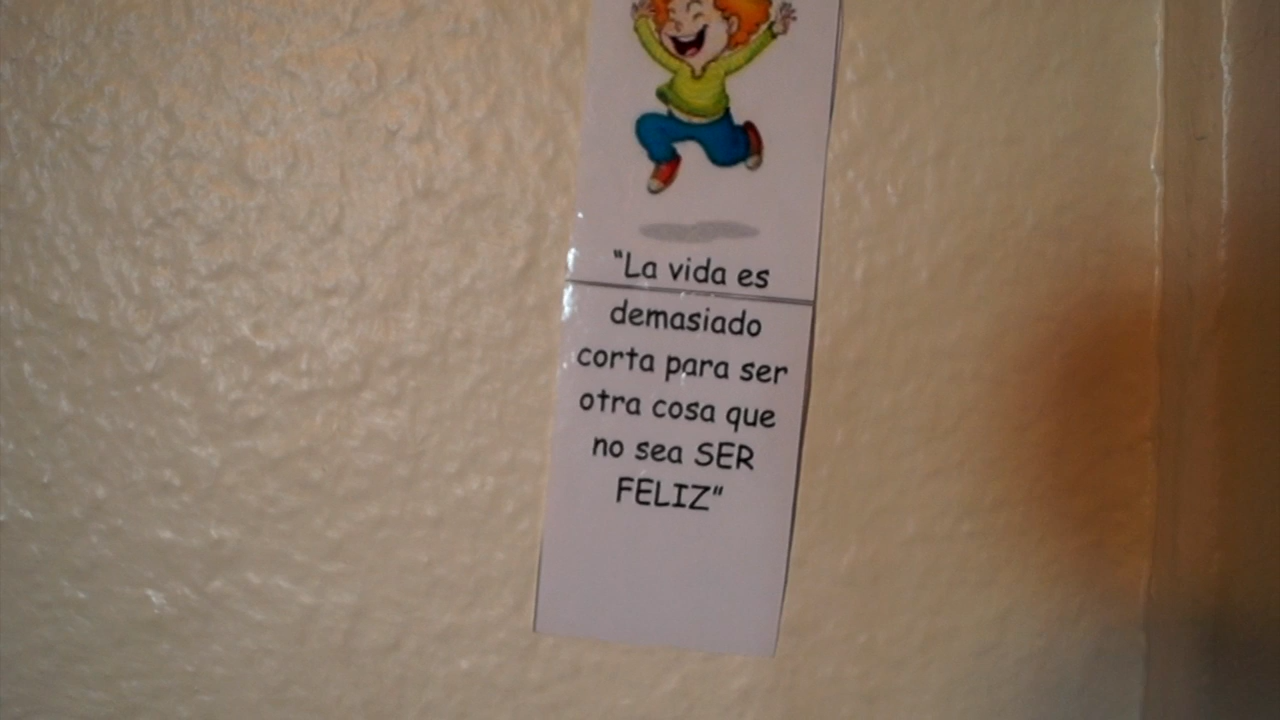 “La vida es
demasiado
corta para ser
otra cosa que
no sea SER
FELIZ”